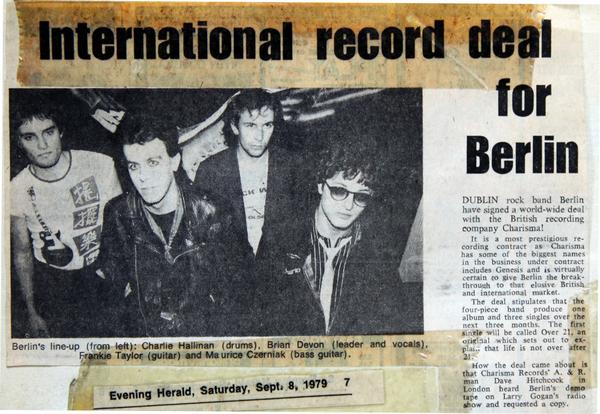 International record deal
for
Berlin
Berlin's line-up (from left): Charlie Hallinan (drums), Brian Devon (leader and vocals),
Frankie Taylor (guitar) and Maurice Czerniak (bass guitar).
DUBLIN rock band Berlin
have signed a world-wide deal
with the British recording
company Charisma!
It is a most prestigious re-
cording contract as Charisma
has some of the biggest names
in the business under contract
includes Genesis and is virtually
certain to give Berlin the break-
through to that elusive British
and international market.
The deal stipulates that the
four-piece band produce one
album and three singles over the
next three months. The first
single will be called Over 21, an
original which sets out to ex-
plain that life is not over after
21.
How the deal came about is
that Charisma Records' A. & R.
man Dave Hitchcock in
London heard Berlin's demo
tape on Larry Gogan's radio
show and requested a copy.
Evening Herald, Saturday, Sept. 8, 1979 7